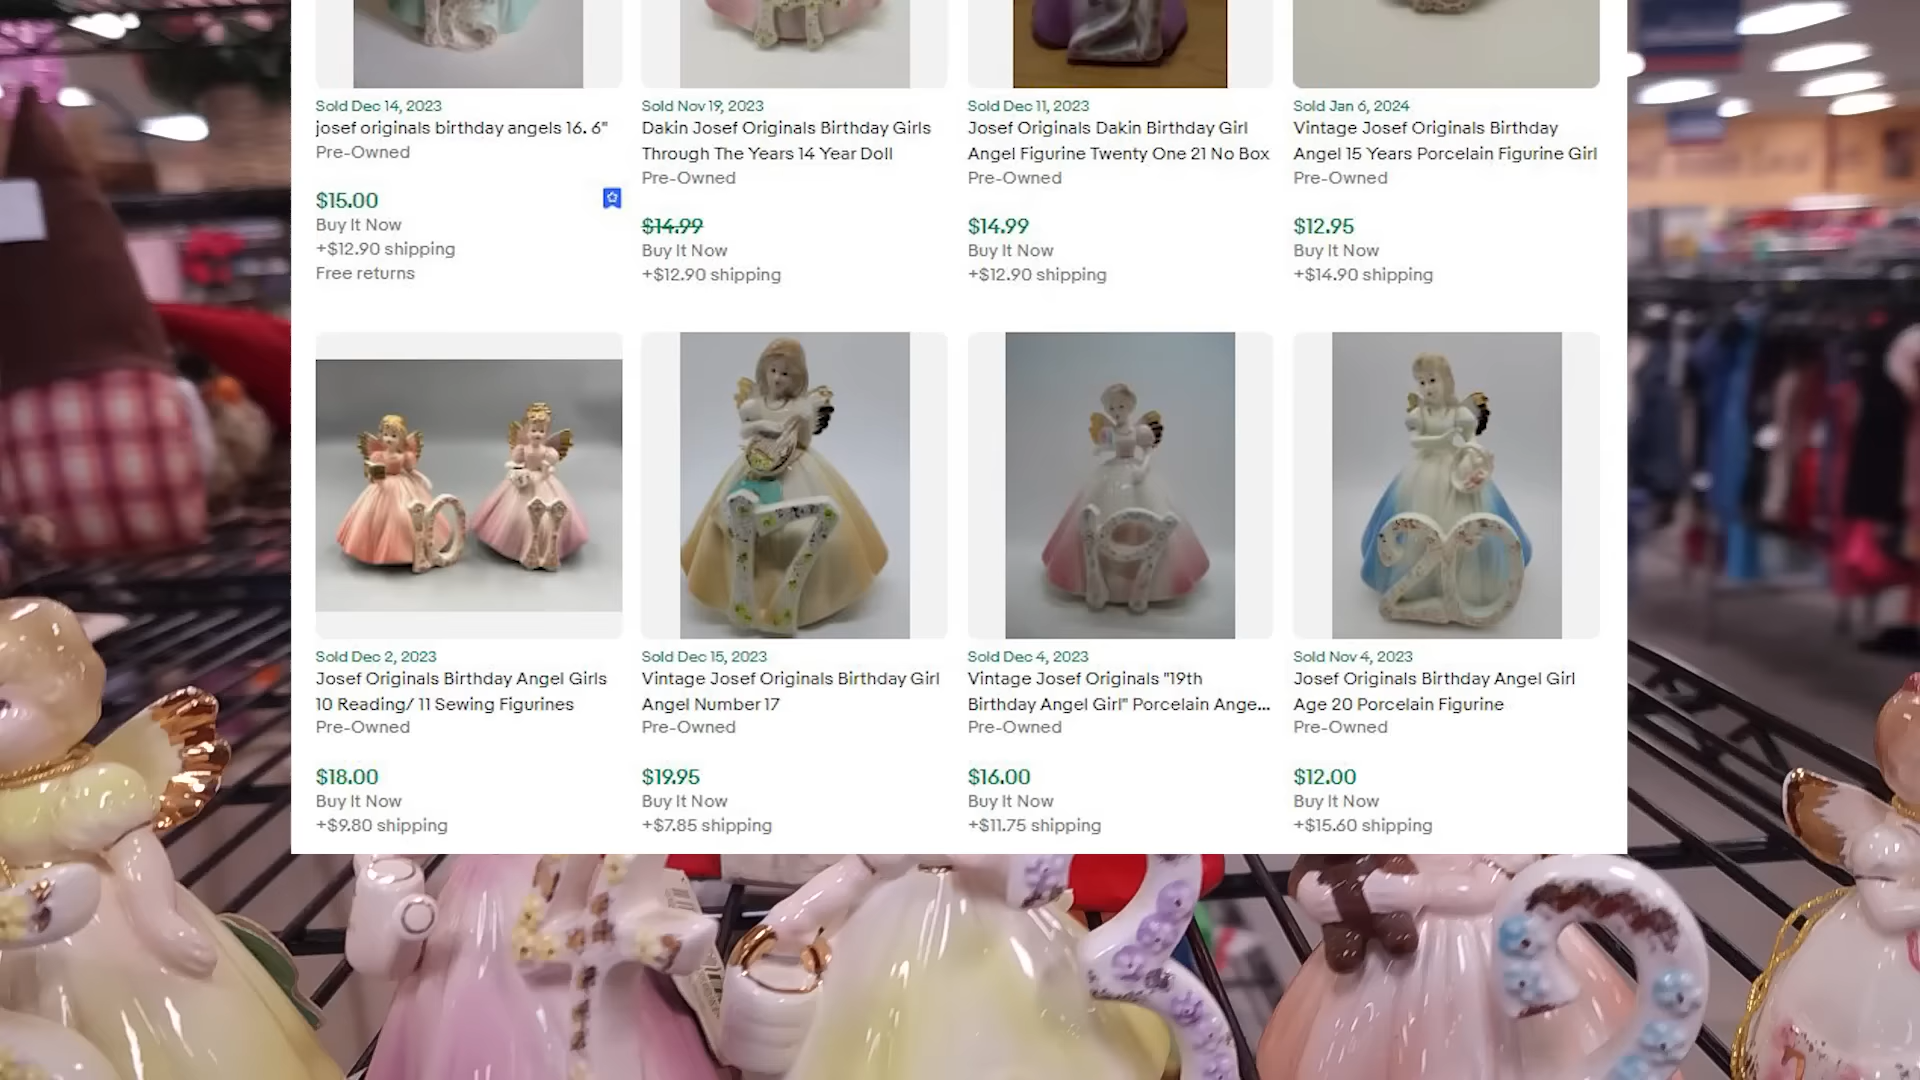 Sold Dec 14, 2023
josef originals birthday angels 16. 6"
Pre-Owned
$15.00
Buy It Now
+$12.90 shipping
Free returns
Sold Nov 19, 2023
Dakin Josef Originals Birthday Girls
Through The Years 14 Year Doll
Pre-Owned
$14.99
Buy It Now
+$12.90 shipping
Sold Dec 11, 2023
Josef Originals Dakin Birthday Girl
Angel Figurine Twenty One 21 No Box
Pre-Owned
$14.99
Buy It Now
+$12.90 shipping
Sold Jan 6, 2024
Vintage Josef Originals Birthday
Angel 15 Years Porcelain Figurine Girl
Pre-Owned
$12.95
Buy It Now
+$14.90 shipping
10
11
Sold Dec 2, 2023
Josef Originals Birthday Angel Girls
10 Reading/ 11 Sewing Figurines
Pre-Owned
$18.00
Buy It Now
+$9.80 shipping
17
Sold Dec 15, 2023
Vintage Josef Originals Birthday Girl
Angel Number 17
Pre-Owned
$19.95
Buy It Now
+$7.85 shipping
19
Sold Dec 4, 2023
Vintage Josef Originals "19th
Birthday Angel Girl" Porcelain Ange...
Pre-Owned
$16.00
Buy It Now
+$11.75 shipping
20
Sold Nov 4, 2023
Josef Originals Birthday Angel Girl
Age 20 Porcelain Figurine
Pre-Owned
$12.00
Buy It Now
+$15.60 shipping